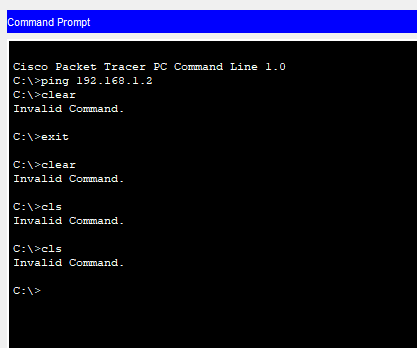 Command Prompt
Cisco Packet Tracer PC Command Line 1.0
C:\>ping 192.168.1.2
C:\>clear
Invalid Command.
C:\>exit
C:\>clear
Invalid Command.
C:\>cls
Invalid Command.
C:\>cls
Invalid Command.
C:\>